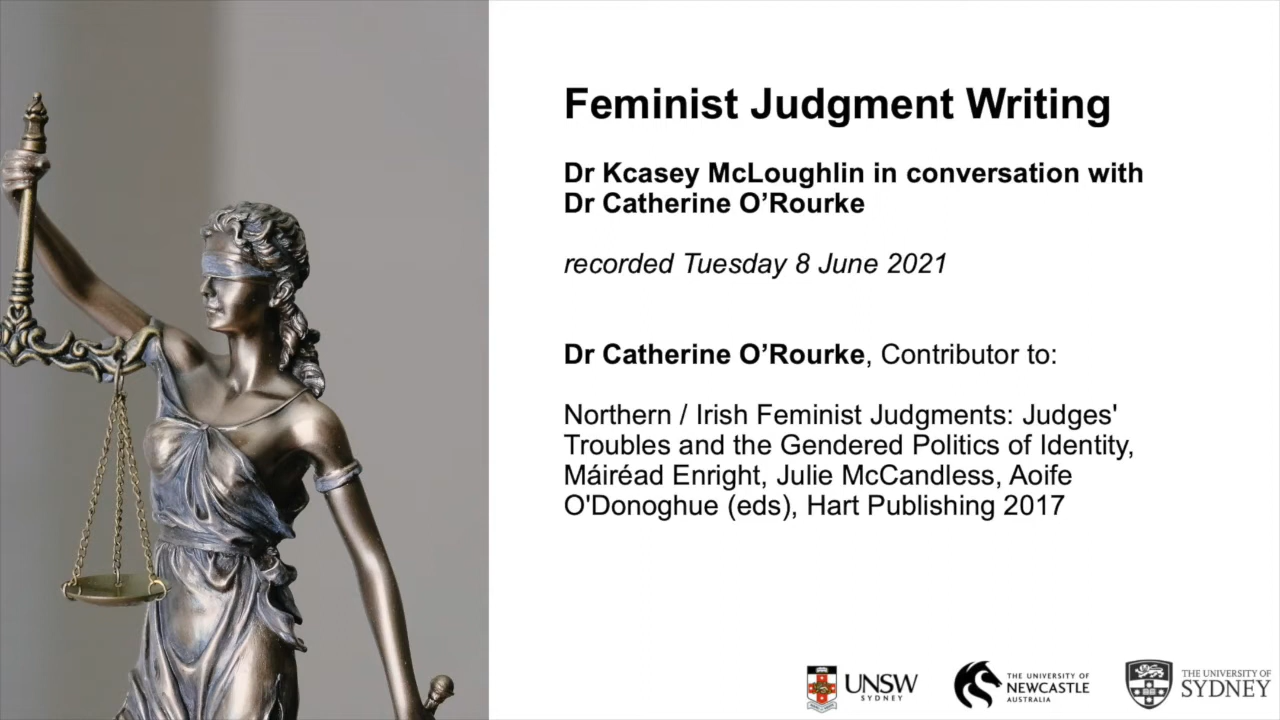 Feminist Judgment Writing
Dr Kcasey McLoughlin in conversation with
Dr Catherine O’Rourke
recorded Tuesday 8 June 2021
Dr Catherine O’Rourke, Contributor to:
Northern / Irish Feminist Judgments: Judges'
Troubles and the Gendered Politics of Identity,
Máiréad Enright, Julie McCandless, Aoife
O'Donoghue (eds), Hart Publishing 2017
UNSW
SYDNEY
THE UNIVERSITY OF
NEWCASTLE
AUSTRALIA
THE UNIVERSITY OF
SYDNEY